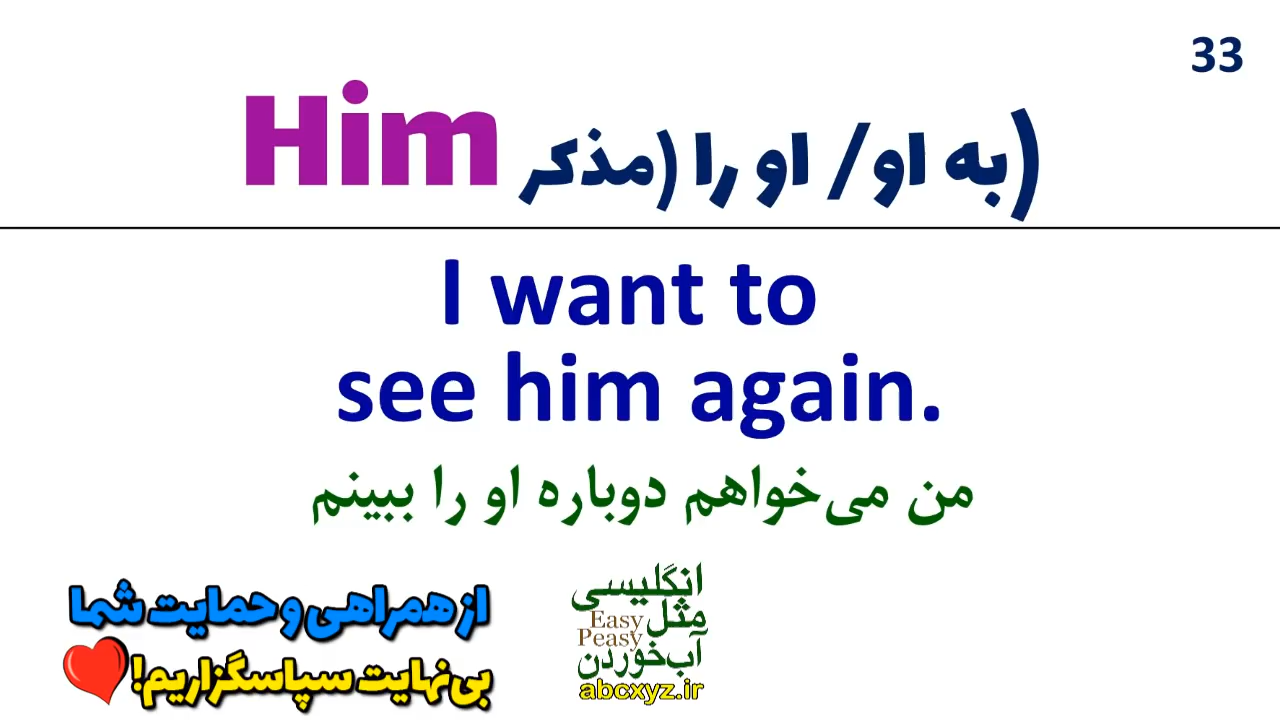 33
Him (به او/ او را (مذکر
I want to
see him again.
من می‌خواهم دوباره او را ببینم
از همراهی و حمایت شما
بی‌نهایت سپاسگزاریم!
انگلیسی
مثل
Easy
Peasy
آب‌خوردن
abcxyz.ir